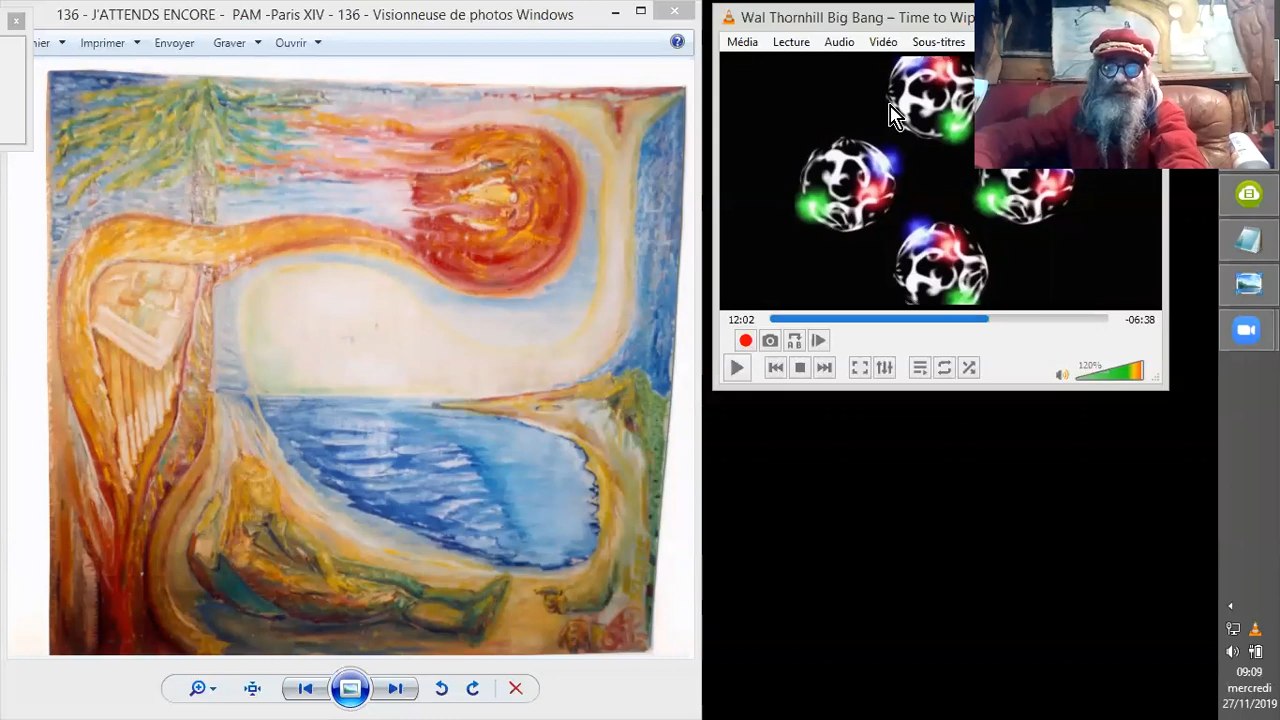 136 - J'ATTENDS ENCORE - PAM -Paris XIV - 136 - Visionneuse de photos Windows
Imprimer Envoyer Graver Ouvrir
Wal Thornhill Big Bang – Time to Wip
Média Lecture Audio Vidéo Sous-titres
12:02 -06:38
120%
09:09
mercredi
27/11/2019